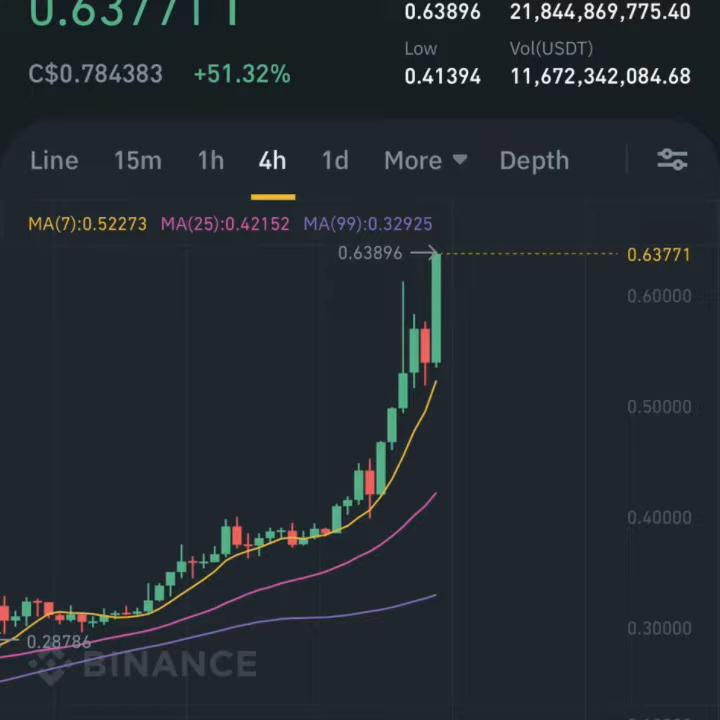 0.637711
0.63896 21,844,869,775.40
Low Vol(USDT)
C$0.784383 +51.32% 0.41394 11,672,342,084.68
Line 15m 1h 4h 1d More Depth
MA(7):0.52273 MA(25):0.42152 MA(99):0.32925
0.63896 0.63771
0.60000
0.50000
0.40000
0.30000
0.28786
BINANCE